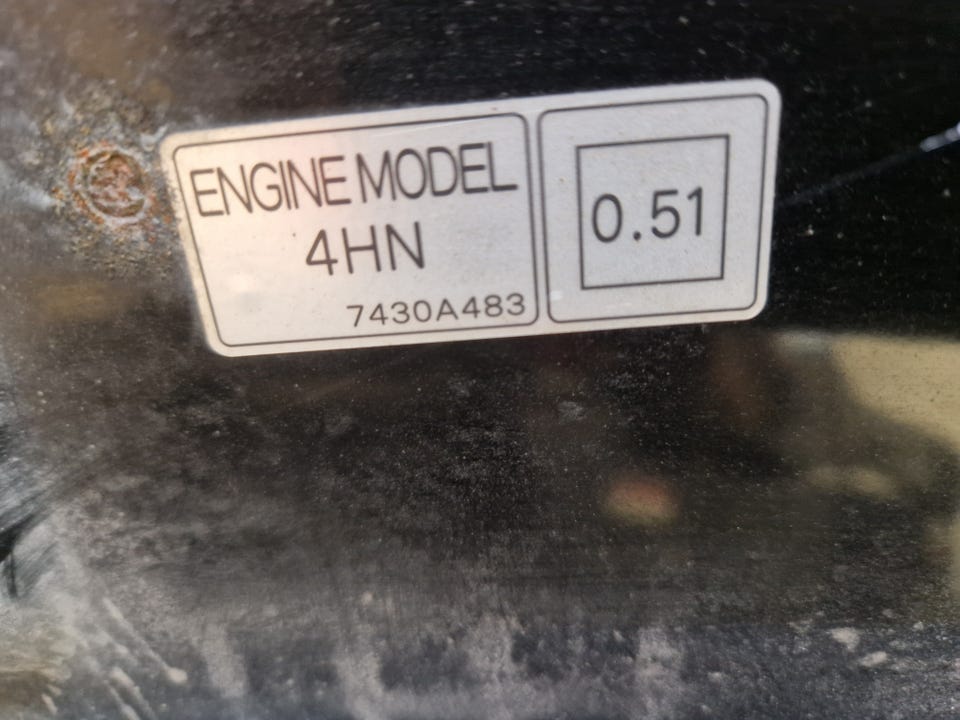 ENGINE MODEL
4HN
7430A483
0.51